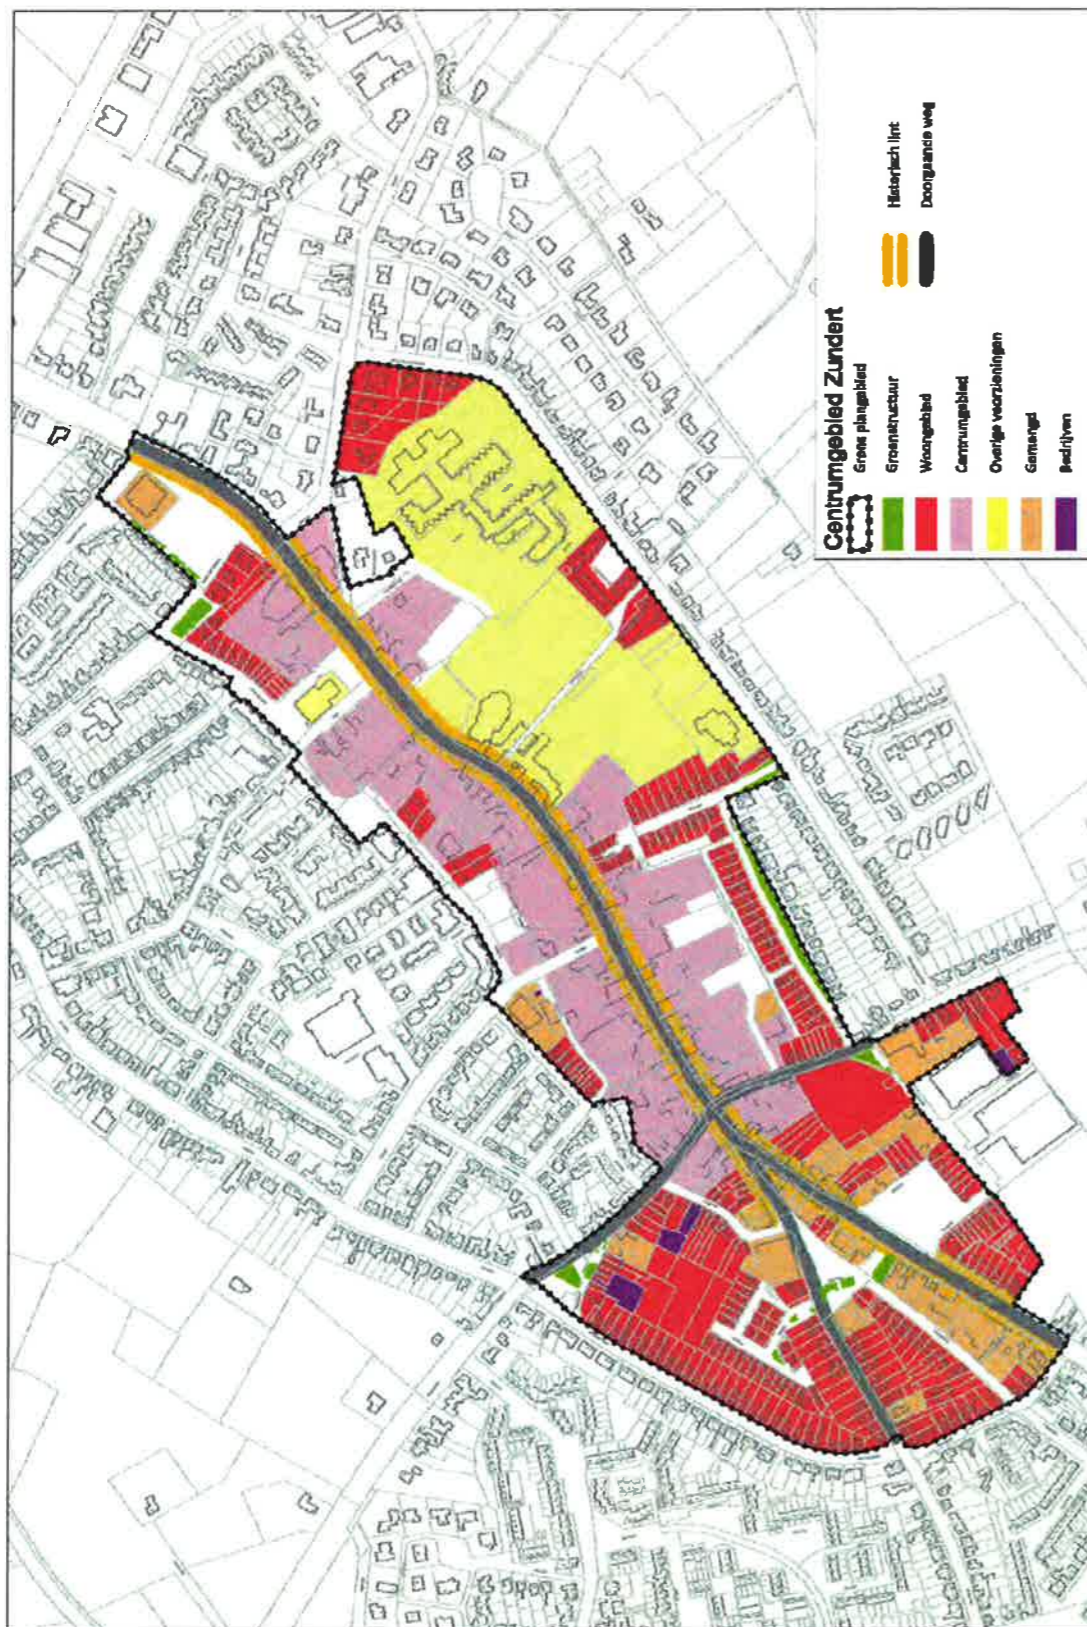 Centrumgebied Zundert
Grens plangebied
Groenstructuur
Woongebied
Centrumgebied
Overige voorzieningen
Gemengd
Bedrijven
Historisch lint
Doorgaande weg